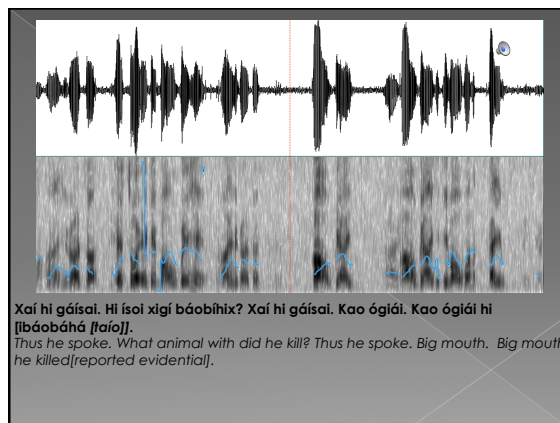 Xaí hi gáísai. Hi ísoi xigí báobíhix? Xaí hi gáísai. Kao ógiái. Kao ógiái hi
[ibáobáhá [taío]].
Thus he spoke. What animal with did he kill? Thus he spoke. Big mouth. Big mouth
he killed[reported evidential].